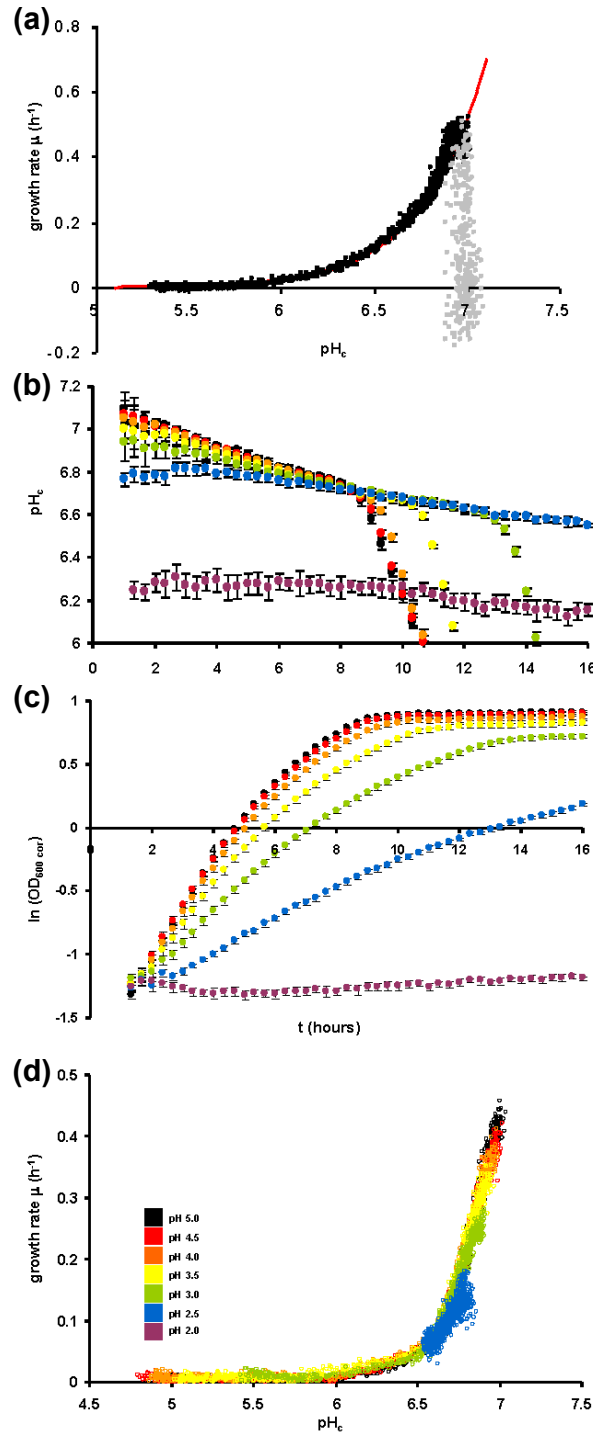 (a)
0.8
0.6
0.4
0.2
0
-0.2
growth rate µ (h⁻¹)
5
5.5
6
6.5
7
7.5
pHc
(b)
7.2
7
6.8
6.6
6.4
6.2
6
pHc
0 2 4 6 8 10 12 14 16
(c)
1
0.5
0
-0.5
-1
-1.5
ln (OD600 cor)
0 2 4 6 8 10 12 14 16
t (hours)
(d)
0.5
0.4
0.3
0.2
0.1
0
growth rate µ (h⁻¹)
pH 5.0
pH 4.5
pH 4.0
pH 3.5
pH 3.0
pH 2.5
pH 2.0
4.5 5 5.5 6 6.5 7 7.5
pHc